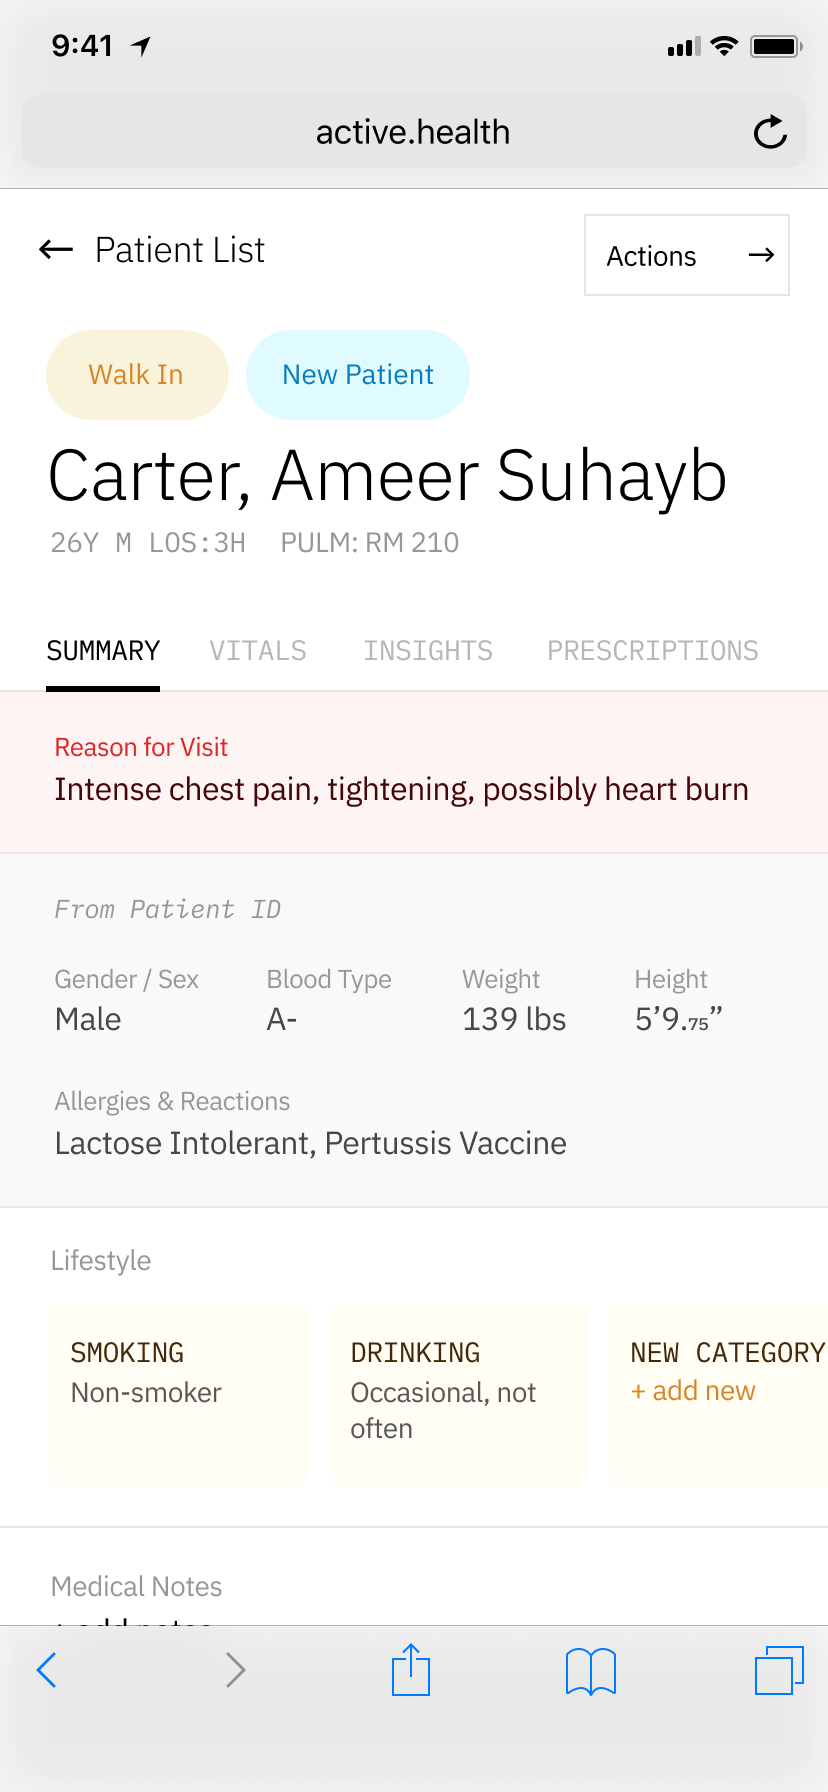 9:41
active.health
← Patient List
Actions →
Walk In New Patient
Carter, Ameer Suhayb
26Y M LOS:3H PULM: RM 210
SUMMARY VITALS INSIGHTS PRESCRIPTIONS
Reason for Visit
Intense chest pain, tightening, possibly heart burn
From Patient ID
Gender / Sex Blood Type Weight Height
Male A- 139 lbs 5’9.75”
Allergies & Reactions
Lactose Intolerant, Pertussis Vaccine
Lifestyle
SMOKING DRINKING NEW CATEGORY
Non-smoker Occasional, not + add new
often
Medical Notes
+ add notes